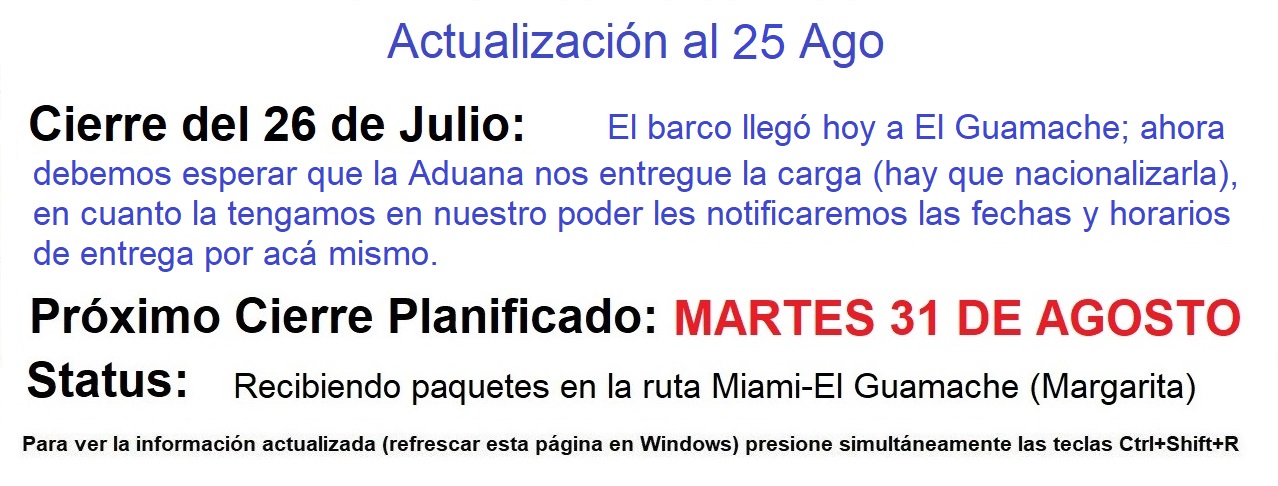 Actualización al 25 Ago
Cierre del 26 de Julio: El barco llegó hoy a El Guamache; ahora
debemos esperar que la Aduana nos entregue la carga (hay que nacionalizarla),
en cuanto la tengamos en nuestro poder les notificaremos las fechas y horarios
de entrega por acá mismo.
Próximo Cierre Planificado: MARTES 31 DE AGOSTO
Status: Recibiendo paquetes en la ruta Miami-El Guamache (Margarita)
Para ver la información actualizada (refrescar esta página en Windows) presione simultáneamente las teclas Ctrl+Shift+R